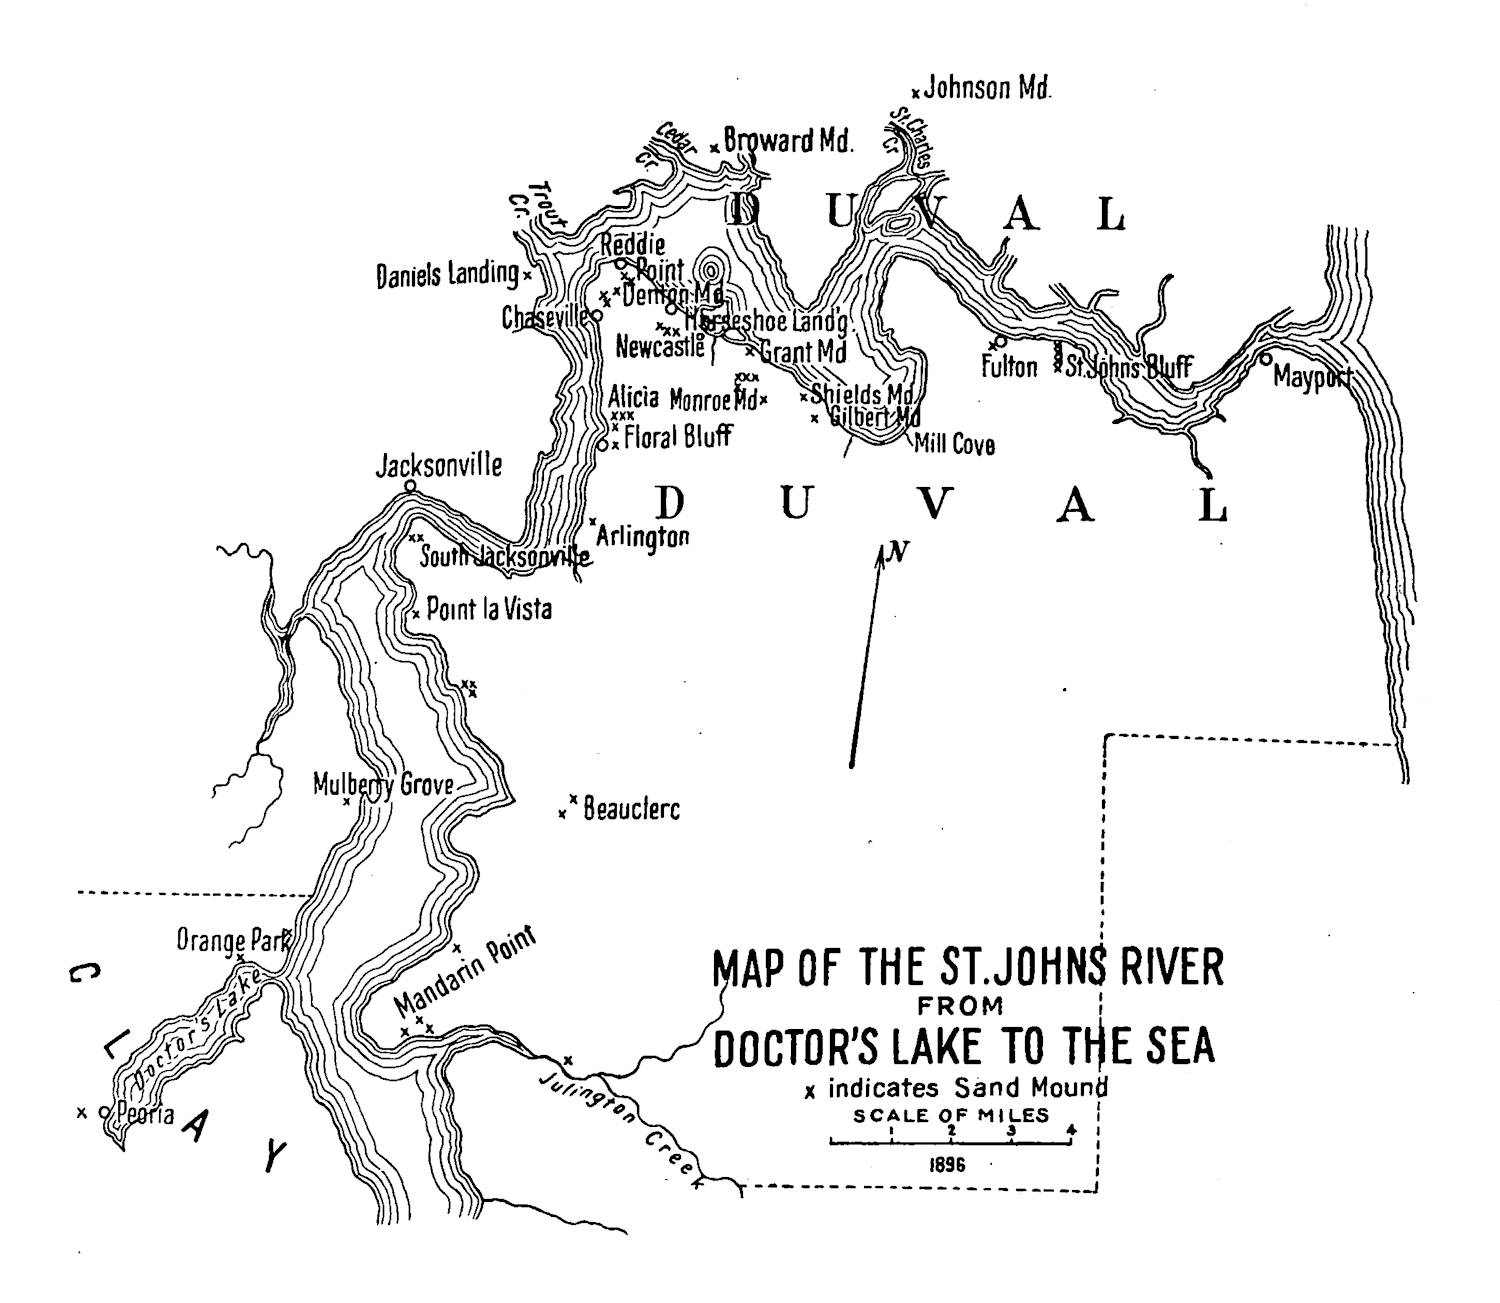 Johnson Md.
St. Charles
Cr
Cedar
Cr.
Broward Md.
Trout
Cr.
D U V A L
Reddie
Point
Daniels Landing
Denton Md.
Chaseville
Horseshoe Land'g.
Newcastle
Grant Md
Fulton
St. Johns Bluff
Mayport
Alicia
Monroe Md
Shields Md.
Gilbert Md
Floral Bluff
Mill Cove
Jacksonville
D U V A L
Arlington
South Jacksonville
N
Point la Vista
Mulberry Grove
Beauclerc
Orange Park
Mandarin Point
Doctor's Lake
C L A Y
Peoria
Julington Creek
MAP OF THE ST. JOHNS RIVER
FROM
DOCTOR'S LAKE TO THE SEA
x indicates Sand Mound
SCALE OF MILES
1 2 3 4
1896